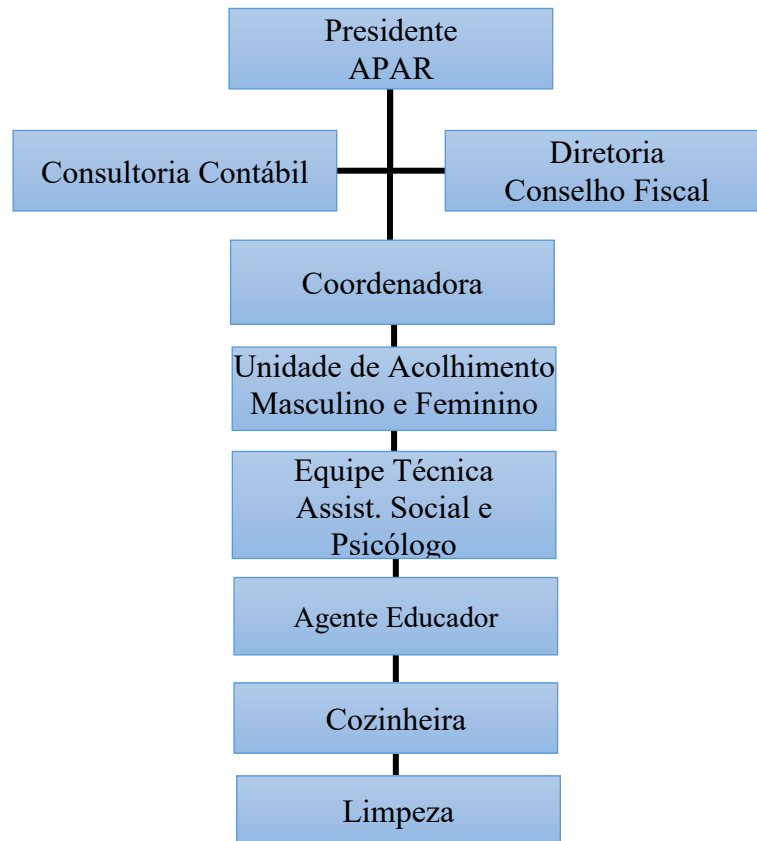 Presidente
APAR
Consultoria Contábil
Diretoria
Conselho Fiscal
Coordenadora
Unidade de Acolhimento
Masculino e Feminino
Equipe Técnica
Assist. Social e
Psicólogo
Agente Educador
Cozinheira
Limpeza